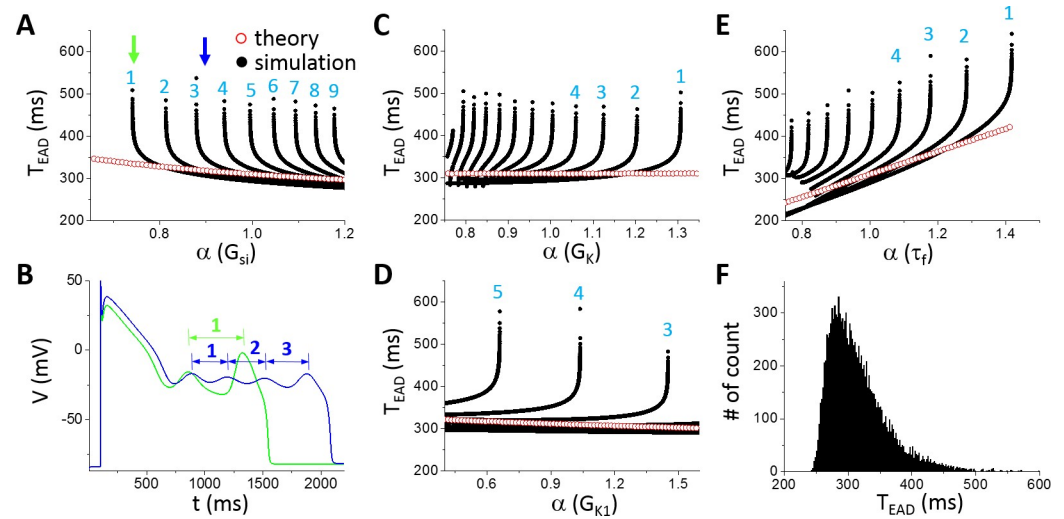 A
C
E
theory
simulation
T_EAD (ms)
600
500
400
300
200
1 2 3 4 5 6 7 8 9
0.8 1.0 1.2
α (G_si)
T_EAD (ms)
600
500
400
300
200
4 3 2 1
0.8 0.9 1.0 1.1 1.2 1.3
α (G_K)
T_EAD (ms)
600
500
400
300
200
4 3 2 1
0.8 1.0 1.2 1.4
α (τ_f)
B
D
F
V (mV)
50
0
-50
1
1 2 3
500 1000 1500 2000
t (ms)
T_EAD (ms)
600
500
400
300
200
5 4 3
0.6 0.9 1.2 1.5
α (G_K1)
# of count
300
200
100
0
200 300 400 500 600
T_EAD (ms)